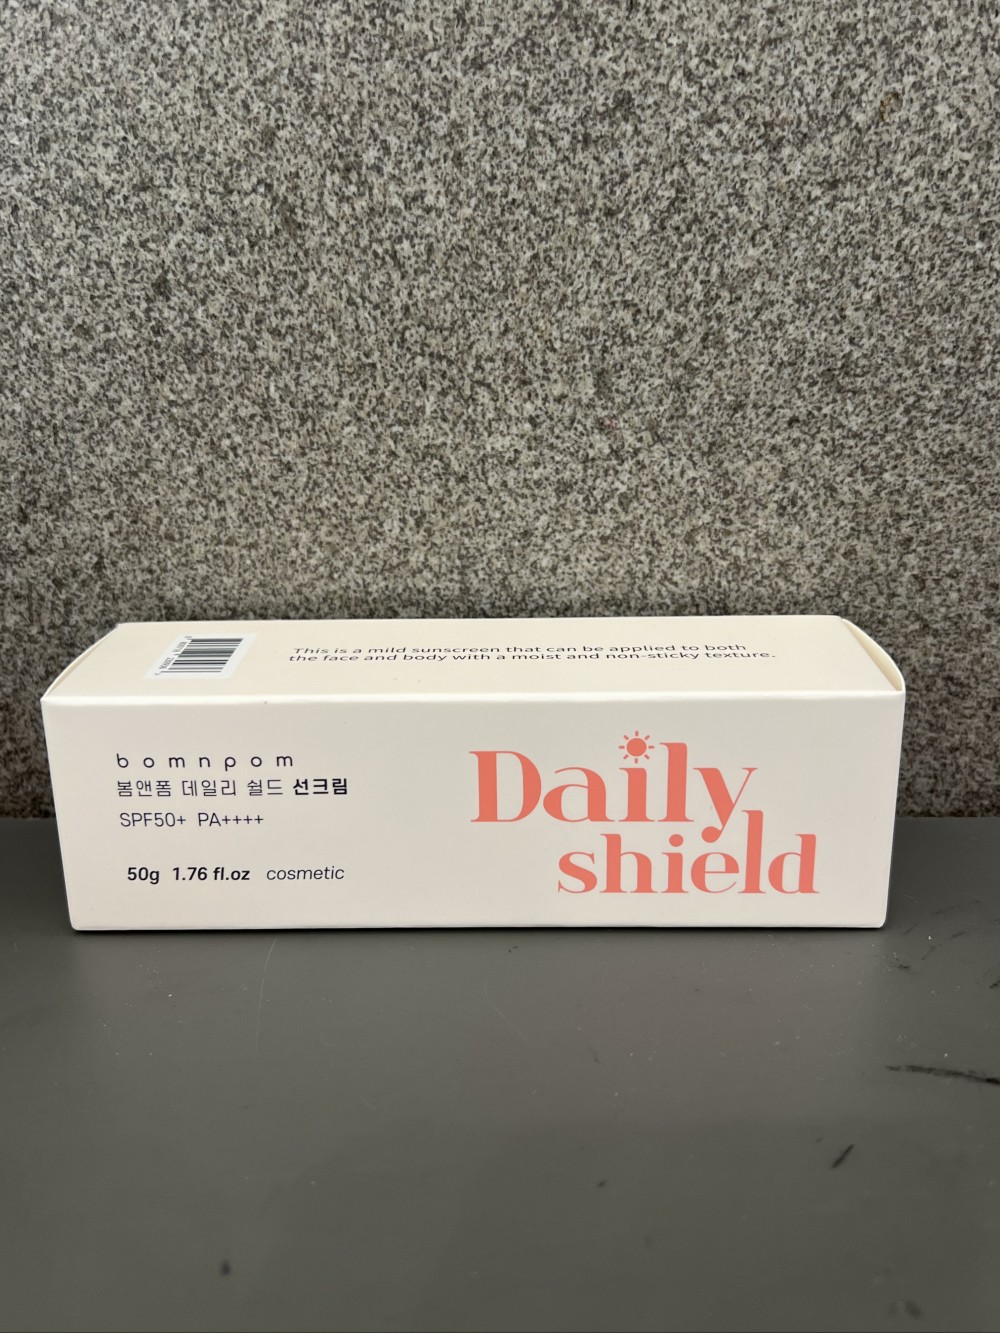 This is a mild sunscreen that can be applied to both
the face and body with a moist and non-sticky texture.
bomnpom
봄앤폼 데일리 쉴드 선크림
SPF50+ PA++++
50g 1.76 fl.oz cosmetic
Daily
shield